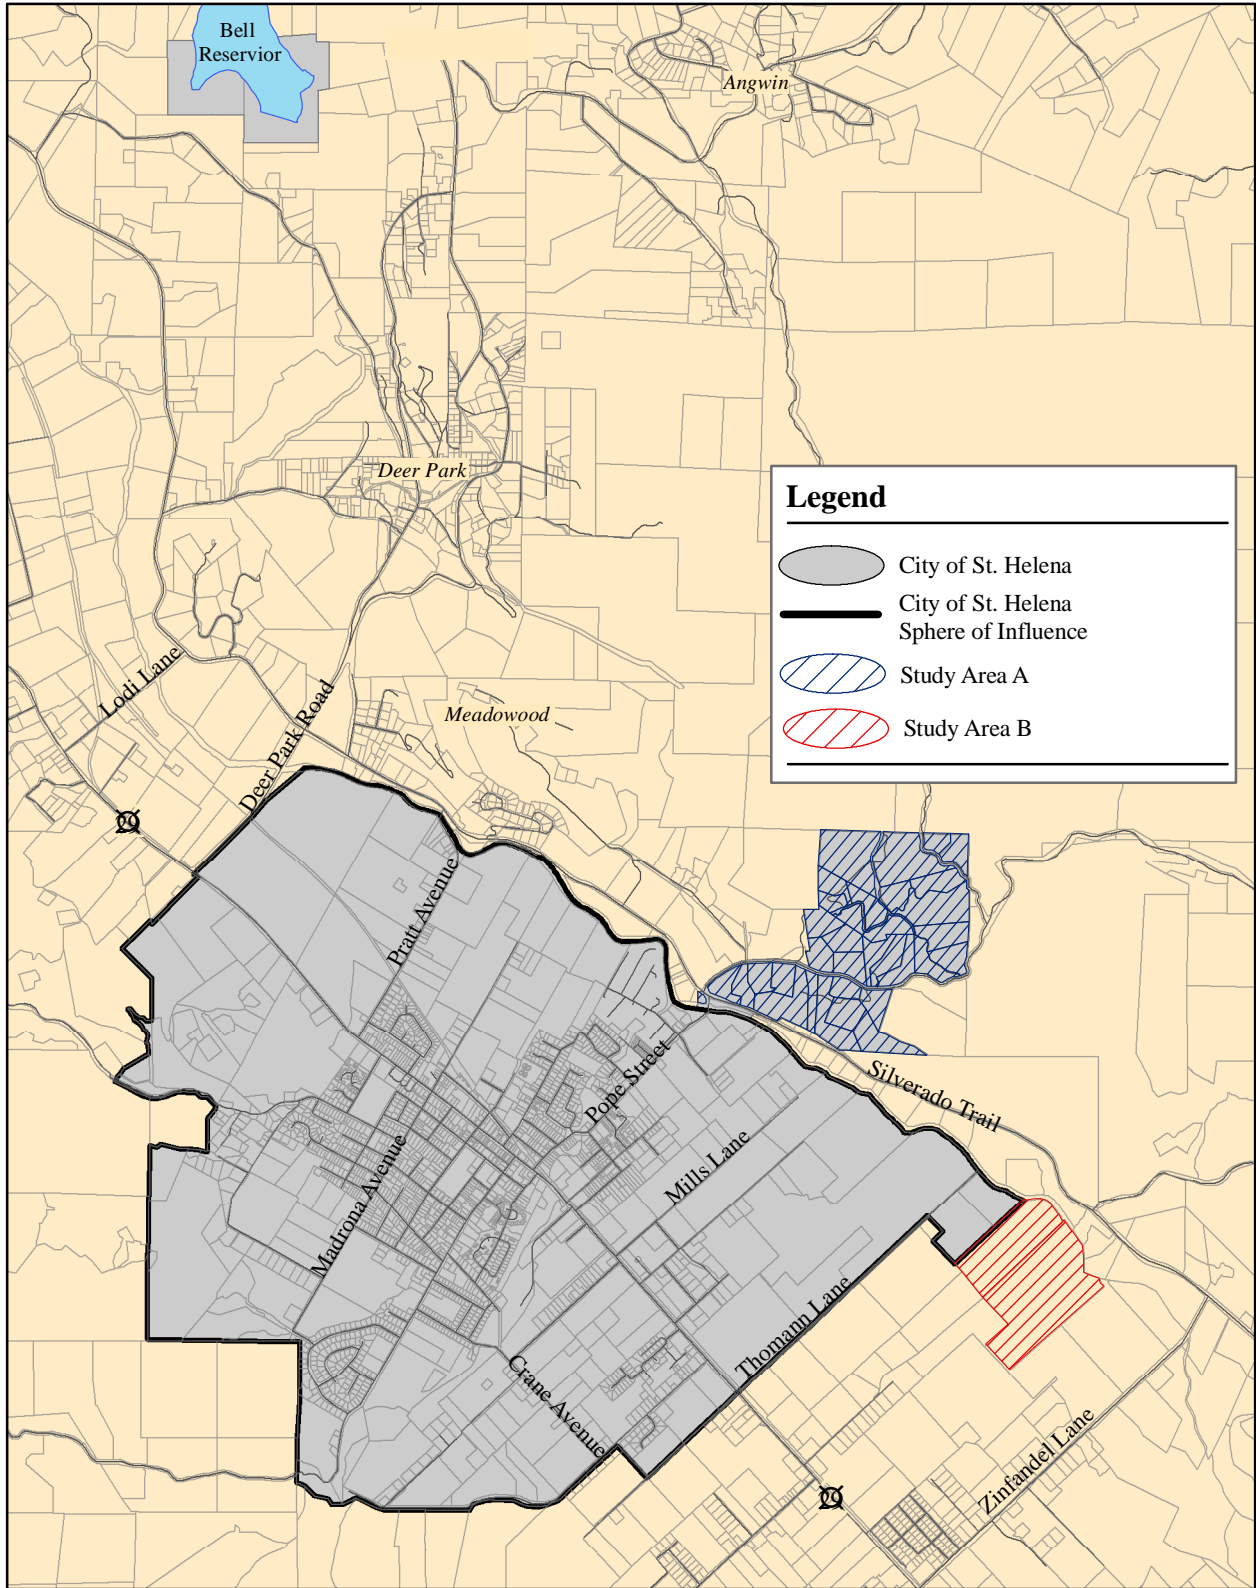 Bell
Reservior
Angwin
Deer Park
Legend
City of St. Helena
City of St. Helena
Sphere of Influence
Study Area A
Study Area B
Lodi Lane
Deer Park Road
Meadowood
Pratt Avenue
Pope Street
Silverado Trail
Mills Lane
Madrona Avenue
Thomann Lane
Crane Avenue
Zinfandel Lane